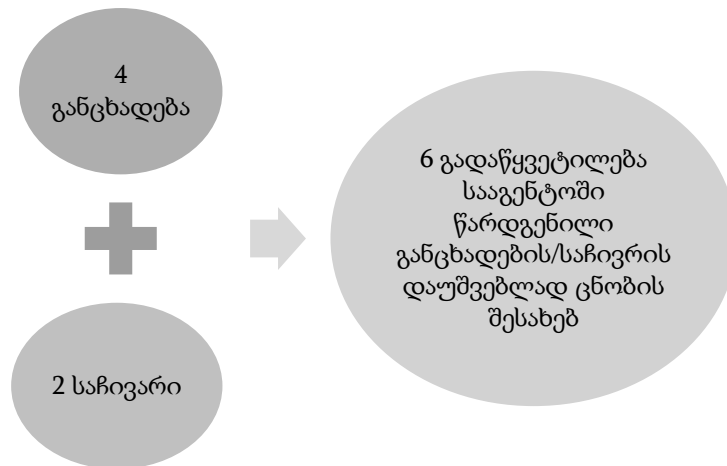 4
განცხადება
2 საჩივარი
6 გადაწყვეტილება
სააგენტოში
წარდგენილი
განცხადების/საჩივრის
დაუშვებლად ცნობის
შესახებ